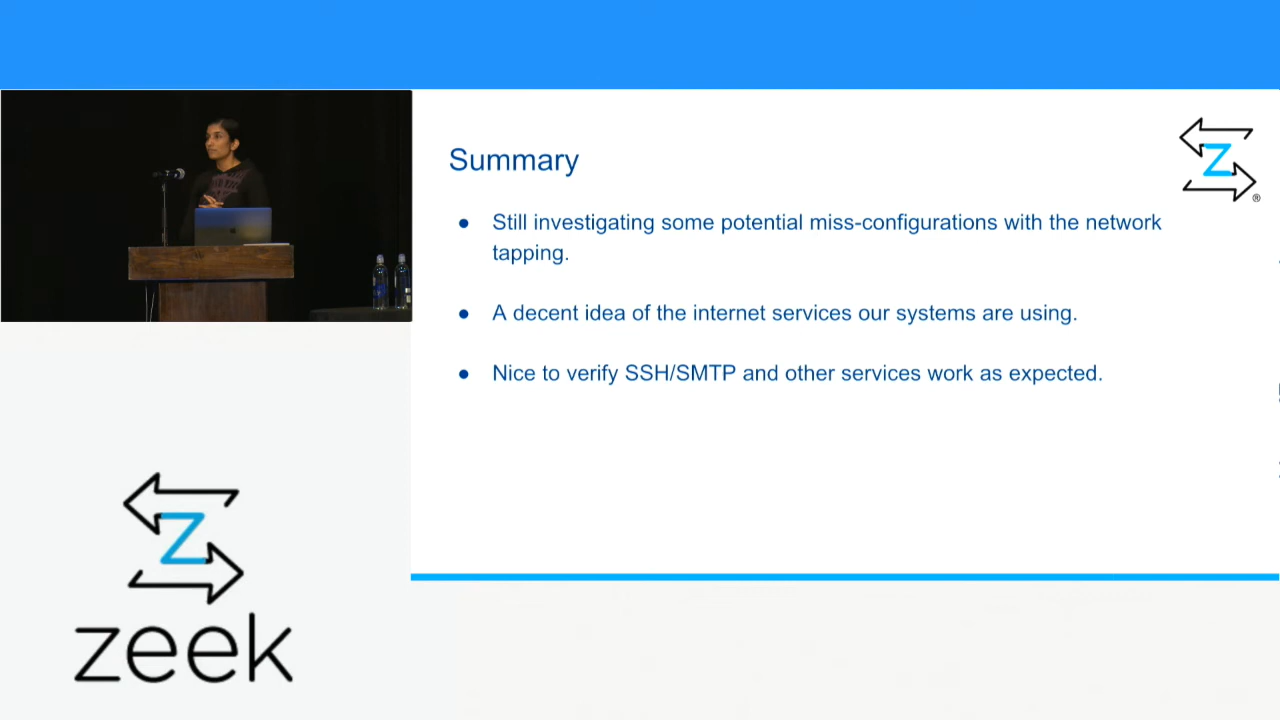 Summary
Z
®
● Still investigating some potential miss-configurations with the network
tapping.
● A decent idea of the internet services our systems are using.
● Nice to verify SSH/SMTP and other services work as expected.
Z
zeek